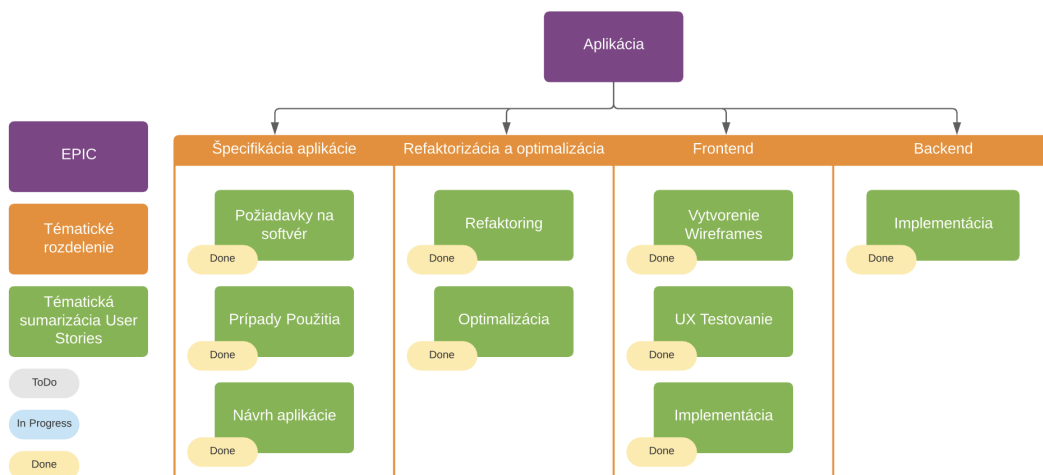 Aplikácia
EPIC
Tématické
rozdelenie
Tématická
sumarizácia User
Stories
ToDo
In Progress
Done
Špecifikácia aplikácie
Požiadavky na
softvér
Done
Prípady Použitia
Done
Návrh aplikácie
Done
Refaktorizácia a optimalizácia
Refaktoring
Done
Optimalizácia
Done
Frontend
Vytvorenie
Wireframes
Done
UX Testovanie
Done
Implementácia
Done
Backend
Implementácia
Done